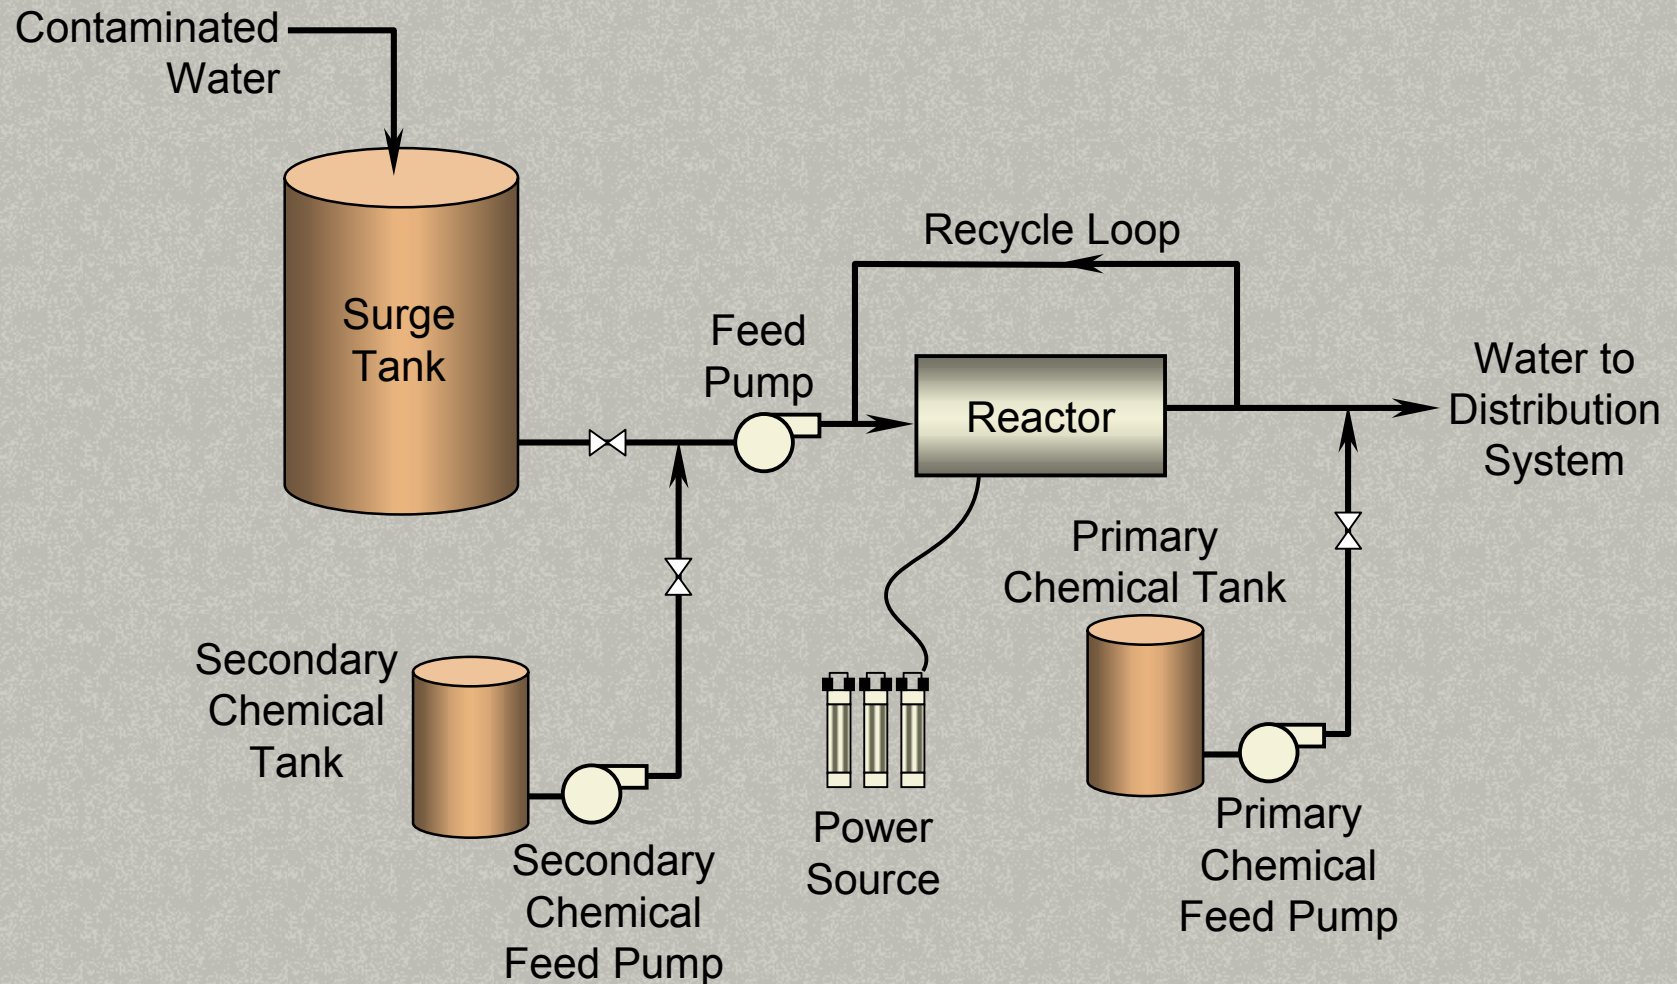 Contaminated
Water
Surge
Tank
Feed
Pump
Recycle Loop
Reactor
Water to
Distribution
System
Primary
Chemical Tank
Secondary
Chemical
Tank
Secondary
Chemical
Feed Pump
Power
Source
Primary
Chemical
Feed Pump